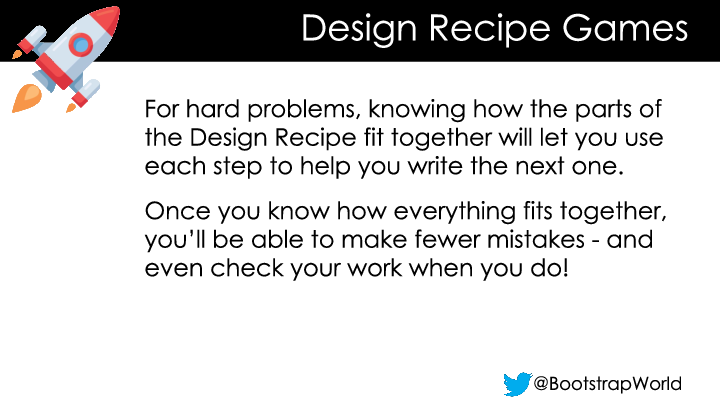 Design Recipe Games
For hard problems, knowing how the parts of
the Design Recipe fit together will let you use
each step to help you write the next one.
Once you know how everything fits together,
you’ll be able to make fewer mistakes - and
even check your work when you do!
@BootstrapWorld